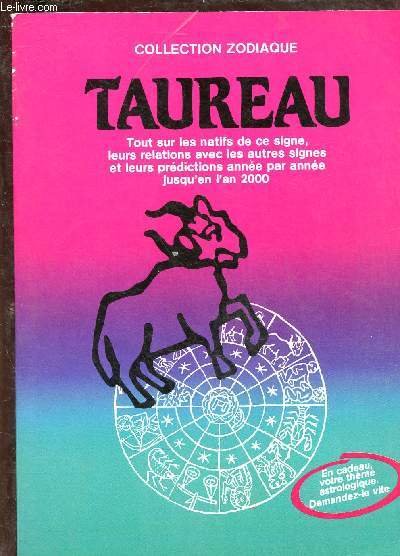 www.le-livre.com
COLLECTION ZODIAQUE
TAUREAU
Tout sur les natifs de ce signe,
leurs relations avec les autres signes
et leurs prédictions année par année
jusqu'en l'an 2000
En cadeau,
votre thème
astrologique.
Demandez-le vite